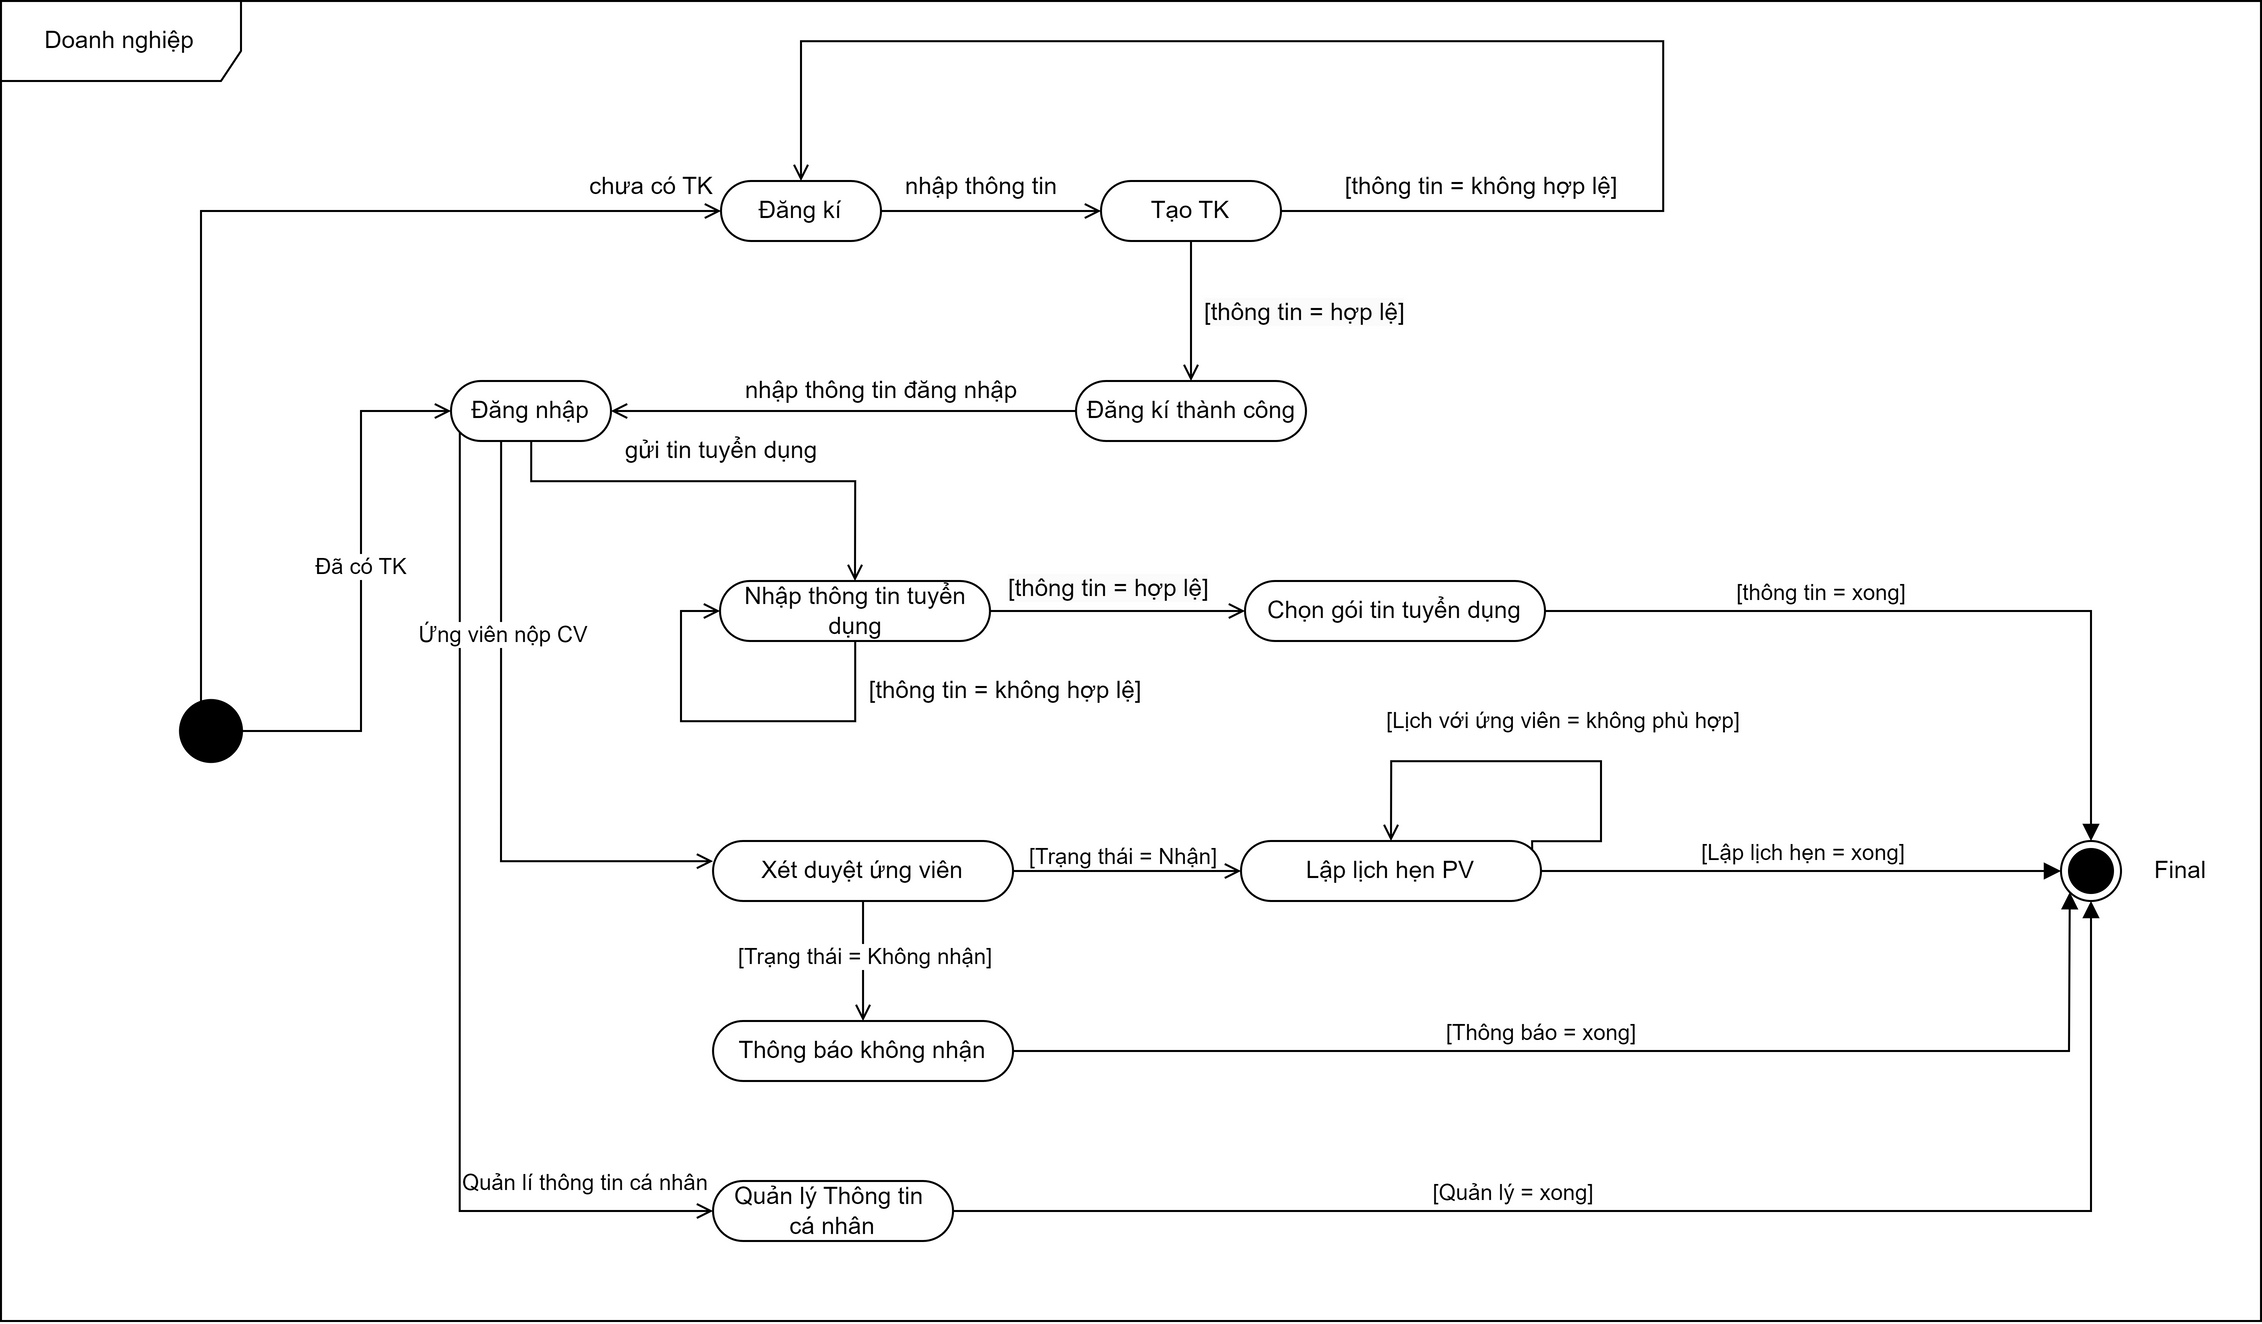 Doanh nghiệp
chưa có TK
Đăng kí
nhập thông tin
Tạo TK
[thông tin = không hợp lệ]
[thông tin = hợp lệ]
Đăng nhập
nhập thông tin đăng nhập
Đăng kí thành công
gửi tin tuyển dụng
Đã có TK
Nhập thông tin tuyển
dụng
[thông tin = hợp lệ]
Chọn gói tin tuyển dụng
[thông tin = xong]
Ứng viên nộp CV
[thông tin = không hợp lệ]
[Lịch với ứng viên = không phù hợp]
Xét duyệt ứng viên
[Trạng thái = Nhận]
Lập lịch hẹn PV
[Lập lịch hẹn = xong]
Final
[Trạng thái = Không nhận]
Thông báo không nhận
[Thông báo = xong]
Quản lí thông tin cá nhân
Quản lý Thông tin
cá nhân
[Quản lý = xong]